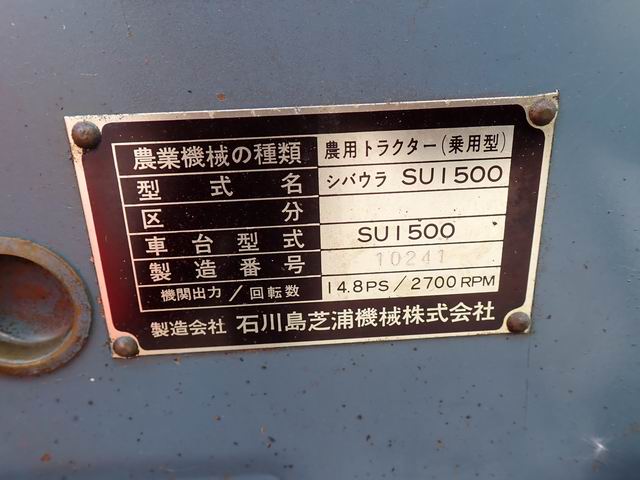 農業機械の種類 農用トラクター(乗用型)
型式名 シバウラ SU1500
区分
車台型式 SU1500
製造番号 10241
機関出力/回転数 14.8PS/2700RPM
製造会社 石川島芝浦機械株式会社